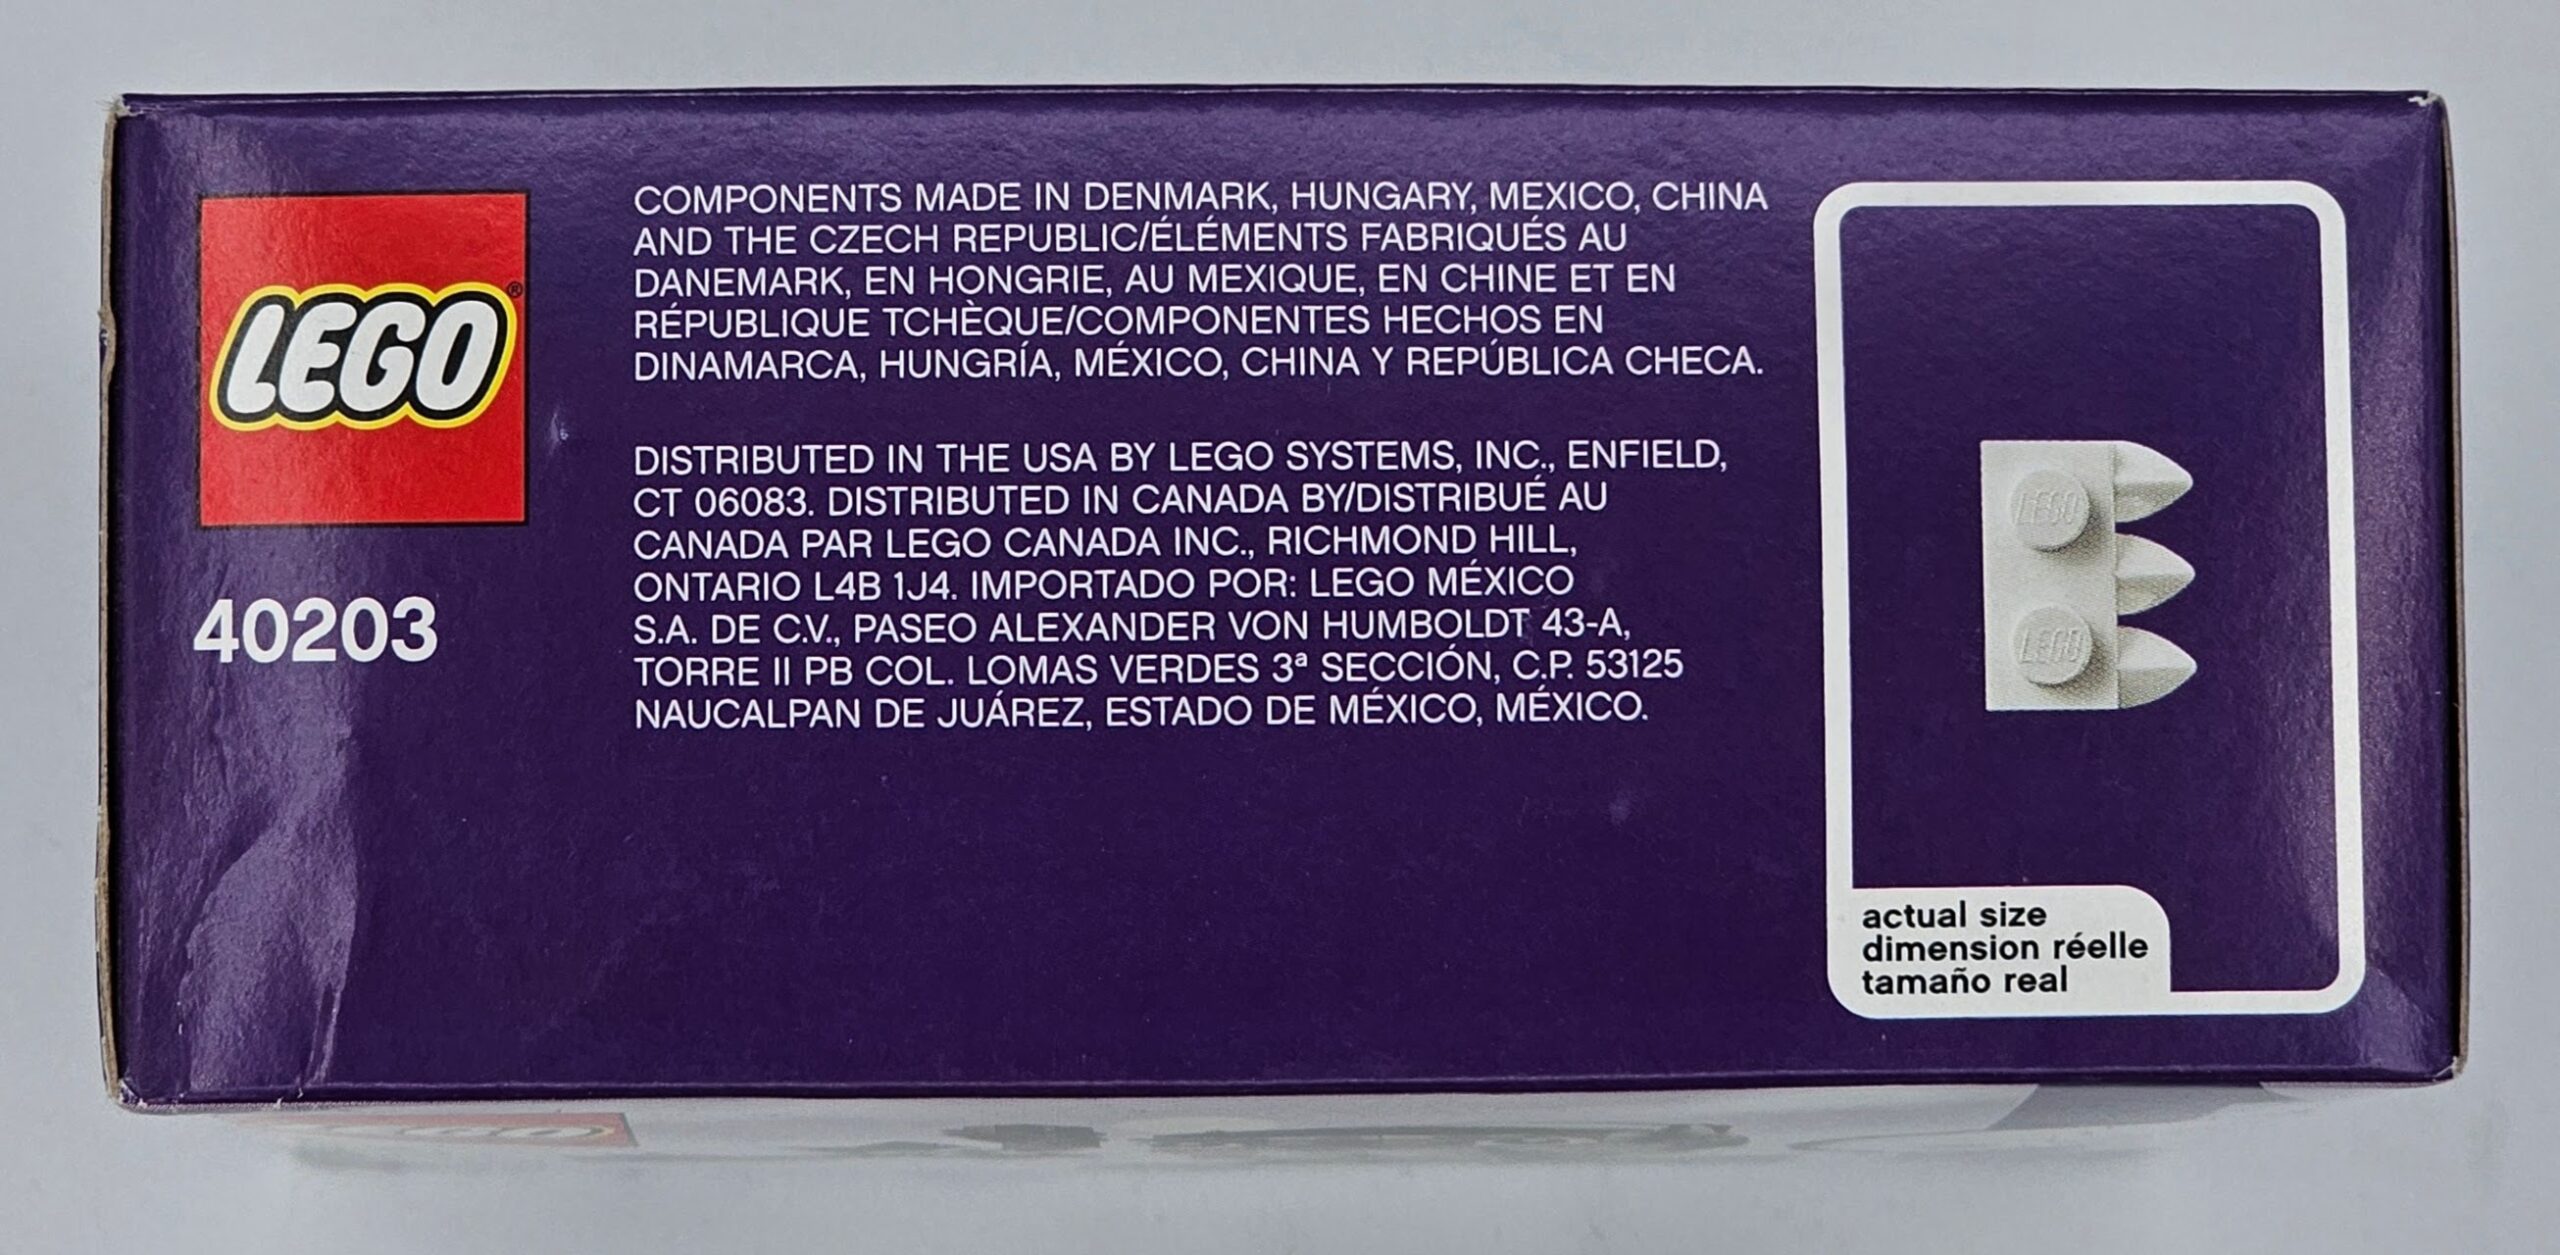 LEGO®
40203
COMPONENTS MADE IN DENMARK, HUNGARY, MEXICO, CHINA
AND THE CZECH REPUBLIC/ÉLÉMENTS FABRIQUÉS AU
DANEMARK, EN HONGRIE, AU MEXIQUE, EN CHINE ET EN
RÉPUBLIQUE TCHÈQUE/COMPONENTES HECHOS EN
DINAMARCA, HUNGRÍA, MÉXICO, CHINA Y REPÚBLICA CHECA.
DISTRIBUTED IN THE USA BY LEGO SYSTEMS, INC., ENFIELD,
CT 06083. DISTRIBUTED IN CANADA BY/DISTRIBUÉ AU
CANADA PAR LEGO CANADA INC., RICHMOND HILL,
ONTARIO L4B 1J4. IMPORTADO POR: LEGO MÉXICO
S.A. DE C.V., PASEO ALEXANDER VON HUMBOLDT 43-A,
TORRE II PB COL. LOMAS VERDES 3ª SECCIÓN, C.P. 53125
NAUCALPAN DE JUÁREZ, ESTADO DE MÉXICO, MÉXICO.
LEGO
LEGO
actual size
dimension réelle
tamaño real